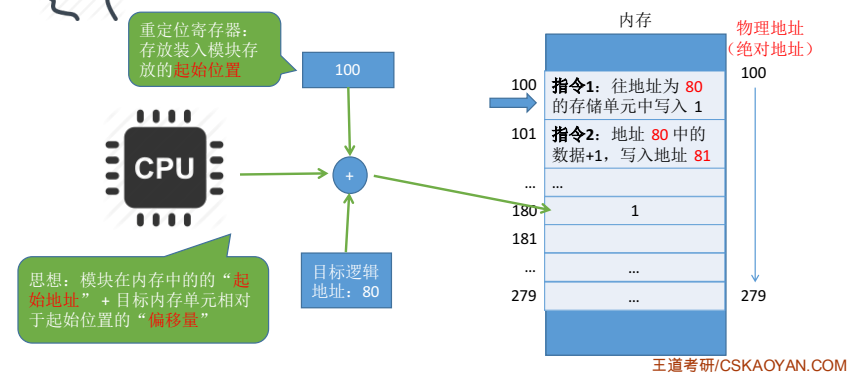 重定位寄存器：
存放装入模块存
放的起始位置
100
CPU
+
目标逻辑
地址：80
思想：模块在内存中的的“起
始地址” + 目标内存单元相对
于起始位置的“偏移量”
内存
物理地址
（绝对地址）
100
指令1：往地址为 80
的存储单元中写入 1
100
101
指令2：地址 80 中的
数据+1，写入地址 81
...
...
180
1
181
...
...
279
...
279
王道考研/CSKAOYAN.COM